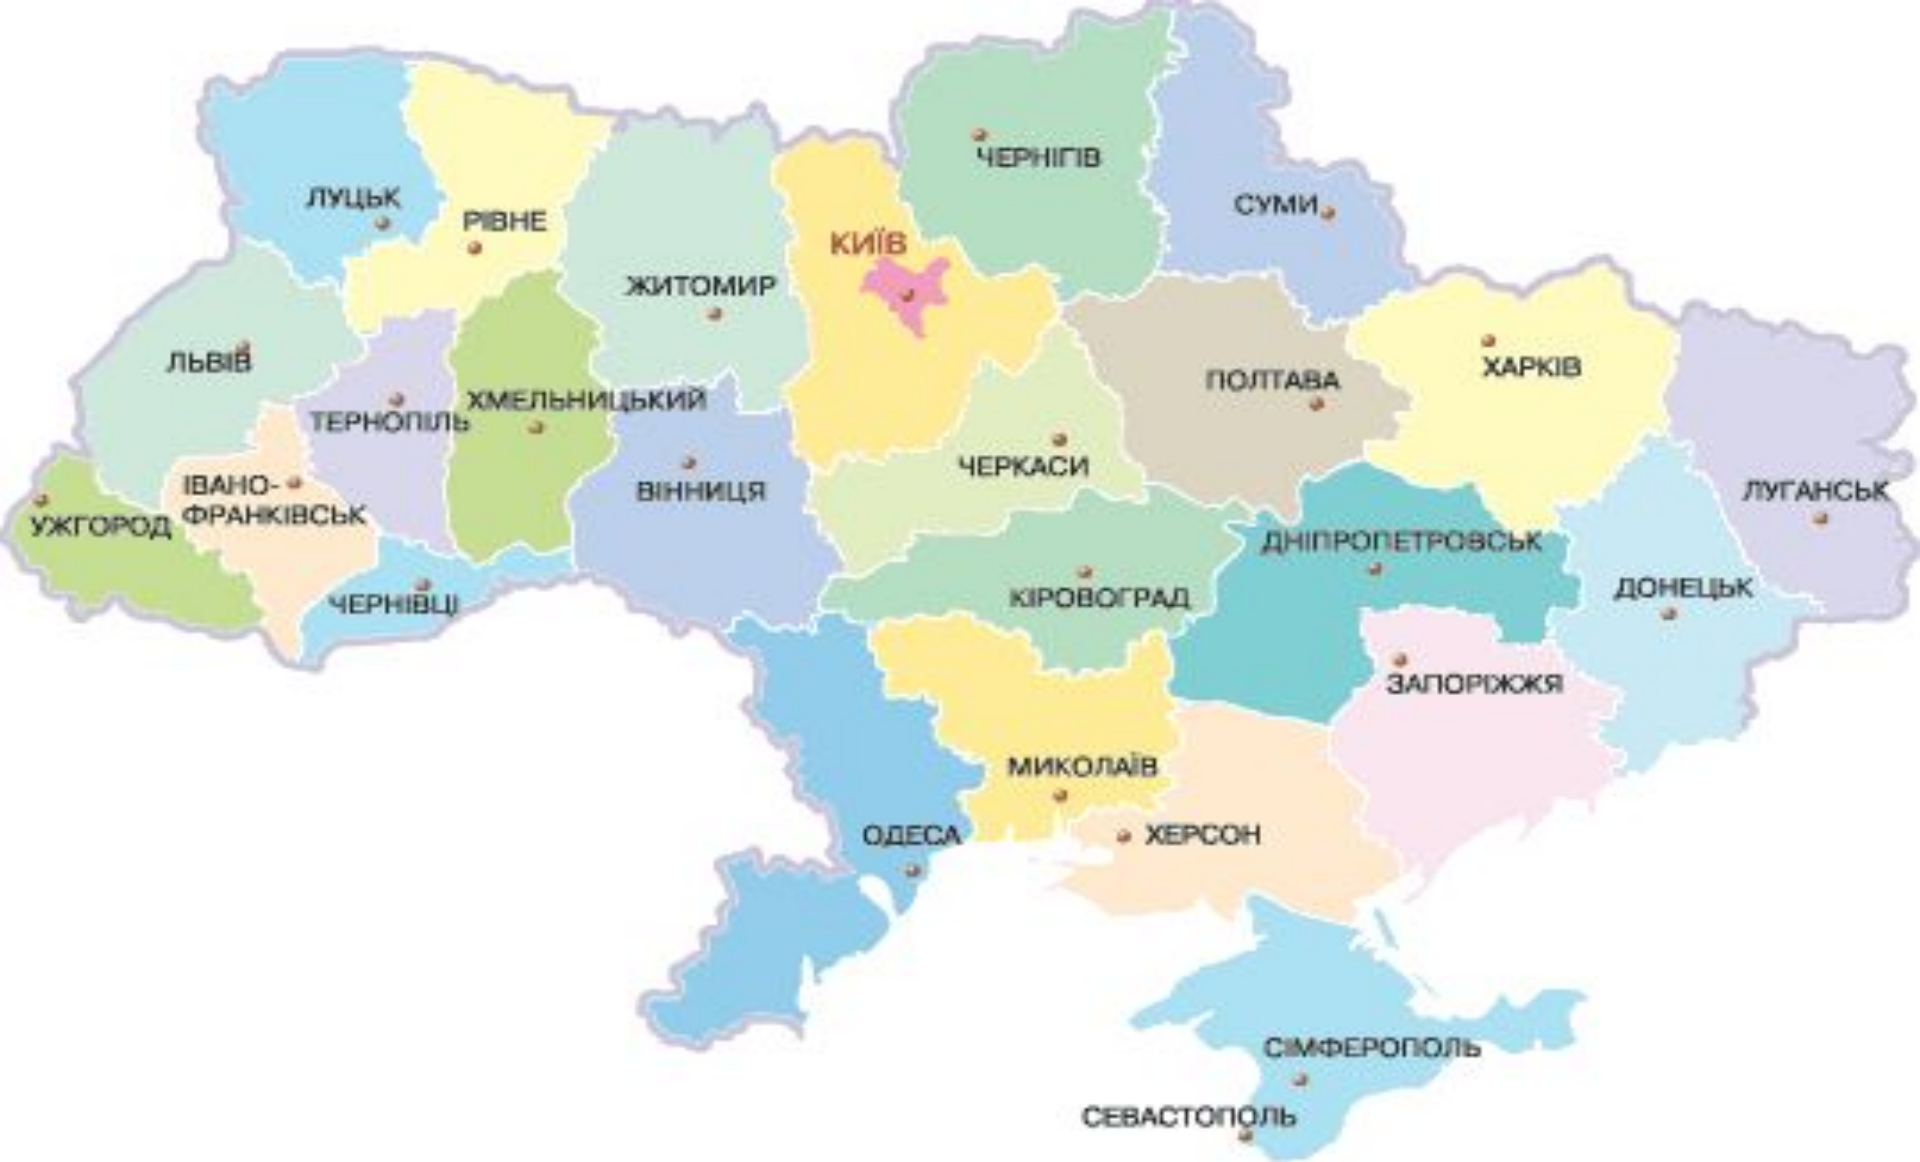 ЧЕРНІГІВ
ЛУЦЬК
СУМИ
РІВНЕ
КИЇВ
ЖИТОМИР
ЛЬВІВ
ХАРКІВ
ПОЛТАВА
ХМЕЛЬНИЦЬКИЙ
ТЕРНОПІЛЬ
ЧЕРКАСИ
ІВАНО-
ФРАНКІВСЬК
ВІННИЦЯ
ЛУГАНСЬК
УЖГОРОД
ДНІПРОПЕТРОВСЬК
ДОНЕЦЬК
КІРОВОГРАД
ЧЕРНІВЦІ
ЗАПОРІЖЖЯ
МИКОЛАЇВ
ОДЕСА
ХЕРСОН
СІМФЕРОПОЛЬ
СЕВАСТОПОЛЬ